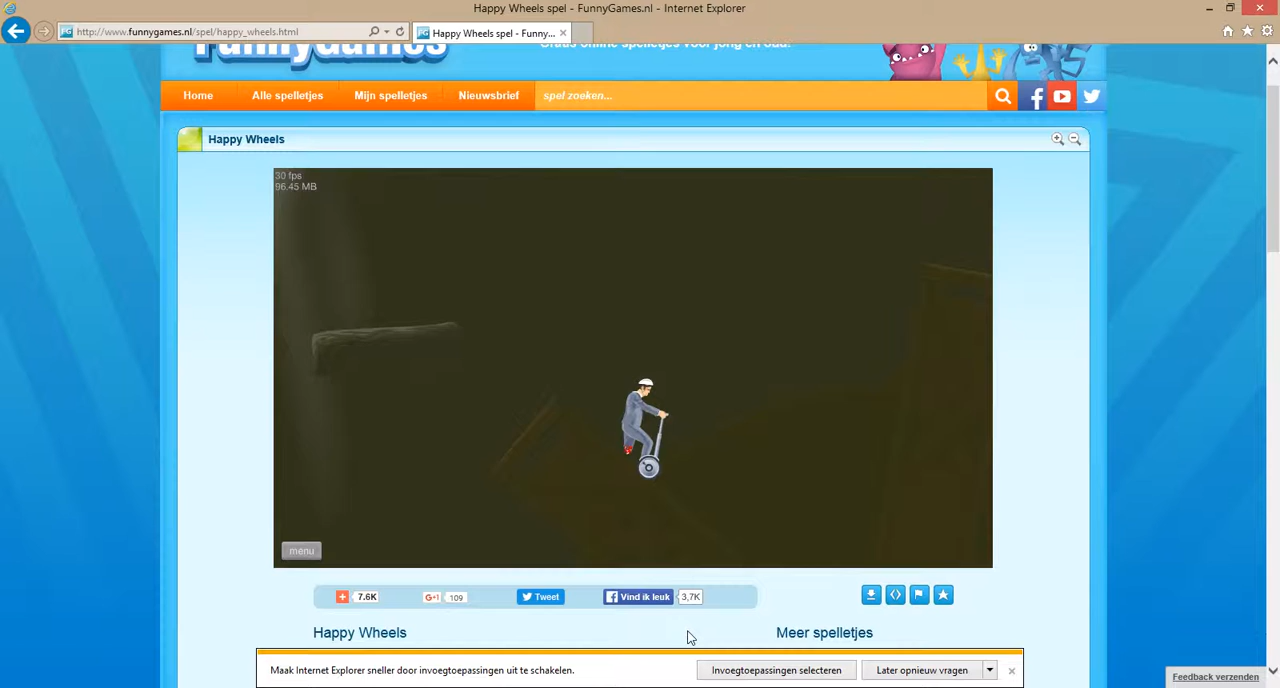 Happy Wheels spel - FunnyGames.nl - Internet Explorer
http://www.funnygames.nl/spel/happy_wheels.html
Happy Wheels spel - Funny...
FunnyGames
Gratis online spelletjes voor jong en oud!
Home
Alle spelletjes
Mijn spelletjes
Nieuwsbrief
spel zoeken...
Happy Wheels
30 fps
96.45 MB
menu
7.6K
G+1
109
Tweet
Vind ik leuk
3,7K
Happy Wheels
Meer spelletjes
Maak Internet Explorer sneller door invoegtoepassingen uit te schakelen.
Invoegtoepassingen selecteren
Later opnieuw vragen
Feedback verzenden